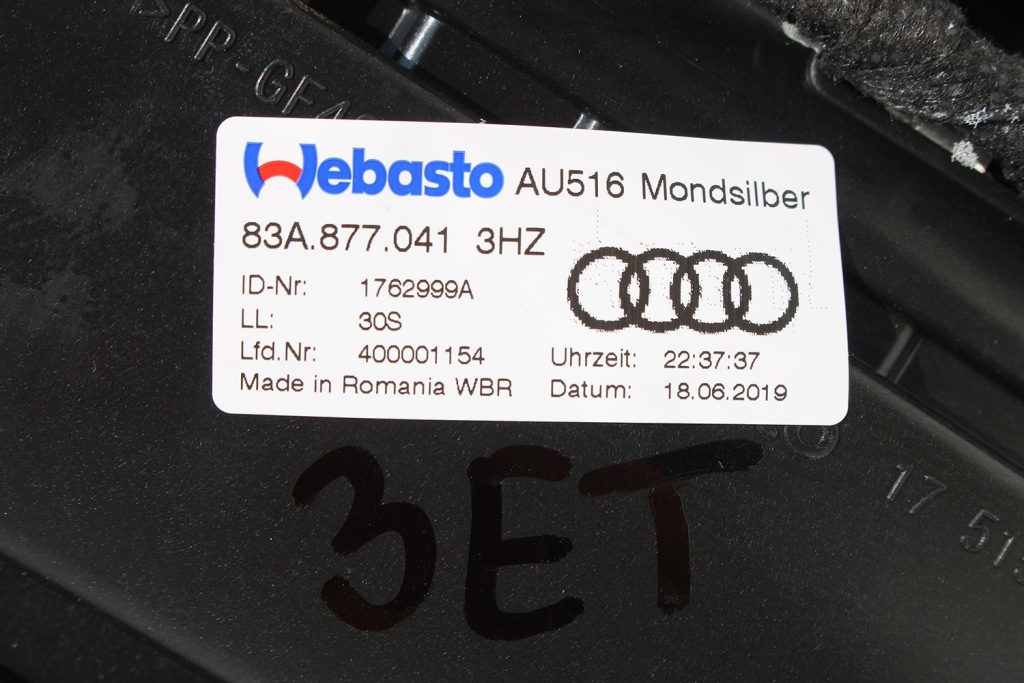 >PP-GF
Webasto AU516 Mondsilber
83A.877.041 3HZ
ID-Nr: 1762999A
LL: 30S
Lfd.Nr: 400001154 Uhrzeit: 22:37:37
Made in Romania WBR Datum: 18.06.2019
3ET
17 515